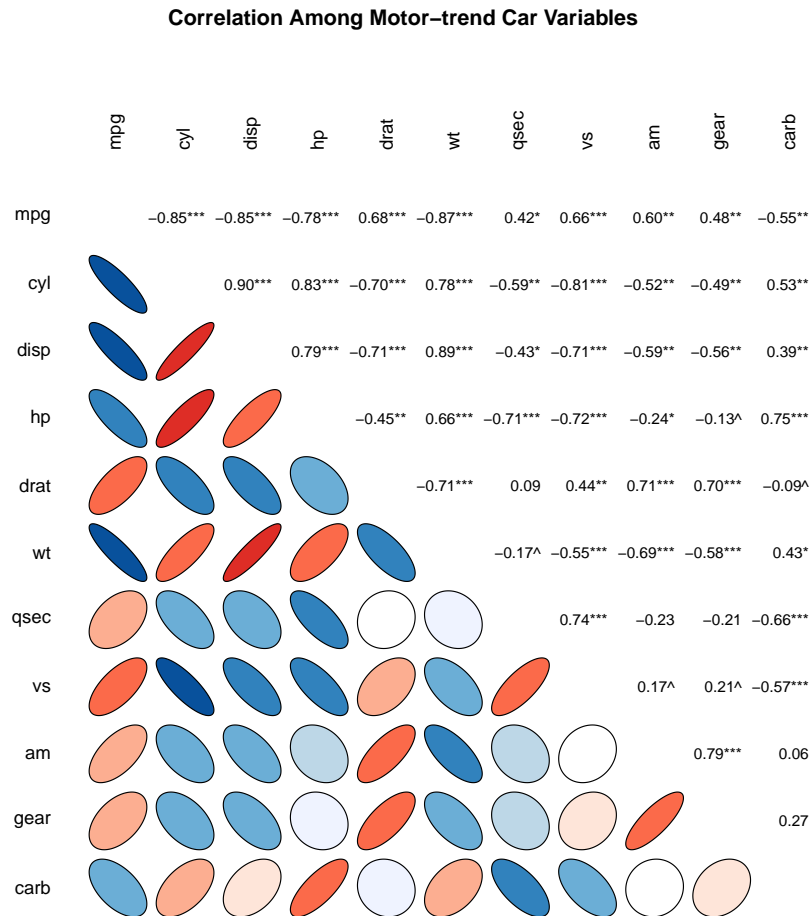 Correlation Among Motor−trend Car Variables
mpg cyl disp hp drat wt qsec vs am gear carb
mpg −0.85*** −0.85*** −0.78*** 0.68*** −0.87*** 0.42* 0.66*** 0.60** 0.48** −0.55**
cyl 0.90*** 0.83*** −0.70*** 0.78*** −0.59** −0.81*** −0.52** −0.49** 0.53**
disp 0.79*** −0.71*** 0.89*** −0.43* −0.71*** −0.59** −0.56** 0.39**
hp −0.45** 0.66*** −0.71*** −0.72*** −0.24* −0.13^ 0.75***
drat −0.71*** 0.09 0.44** 0.71*** 0.70*** −0.09^
wt −0.17^ −0.55*** −0.69*** −0.58*** 0.43*
qsec 0.74*** −0.23 −0.21 −0.66***
vs 0.17^ 0.21^ −0.57***
am 0.79*** 0.06
gear 0.27
carb